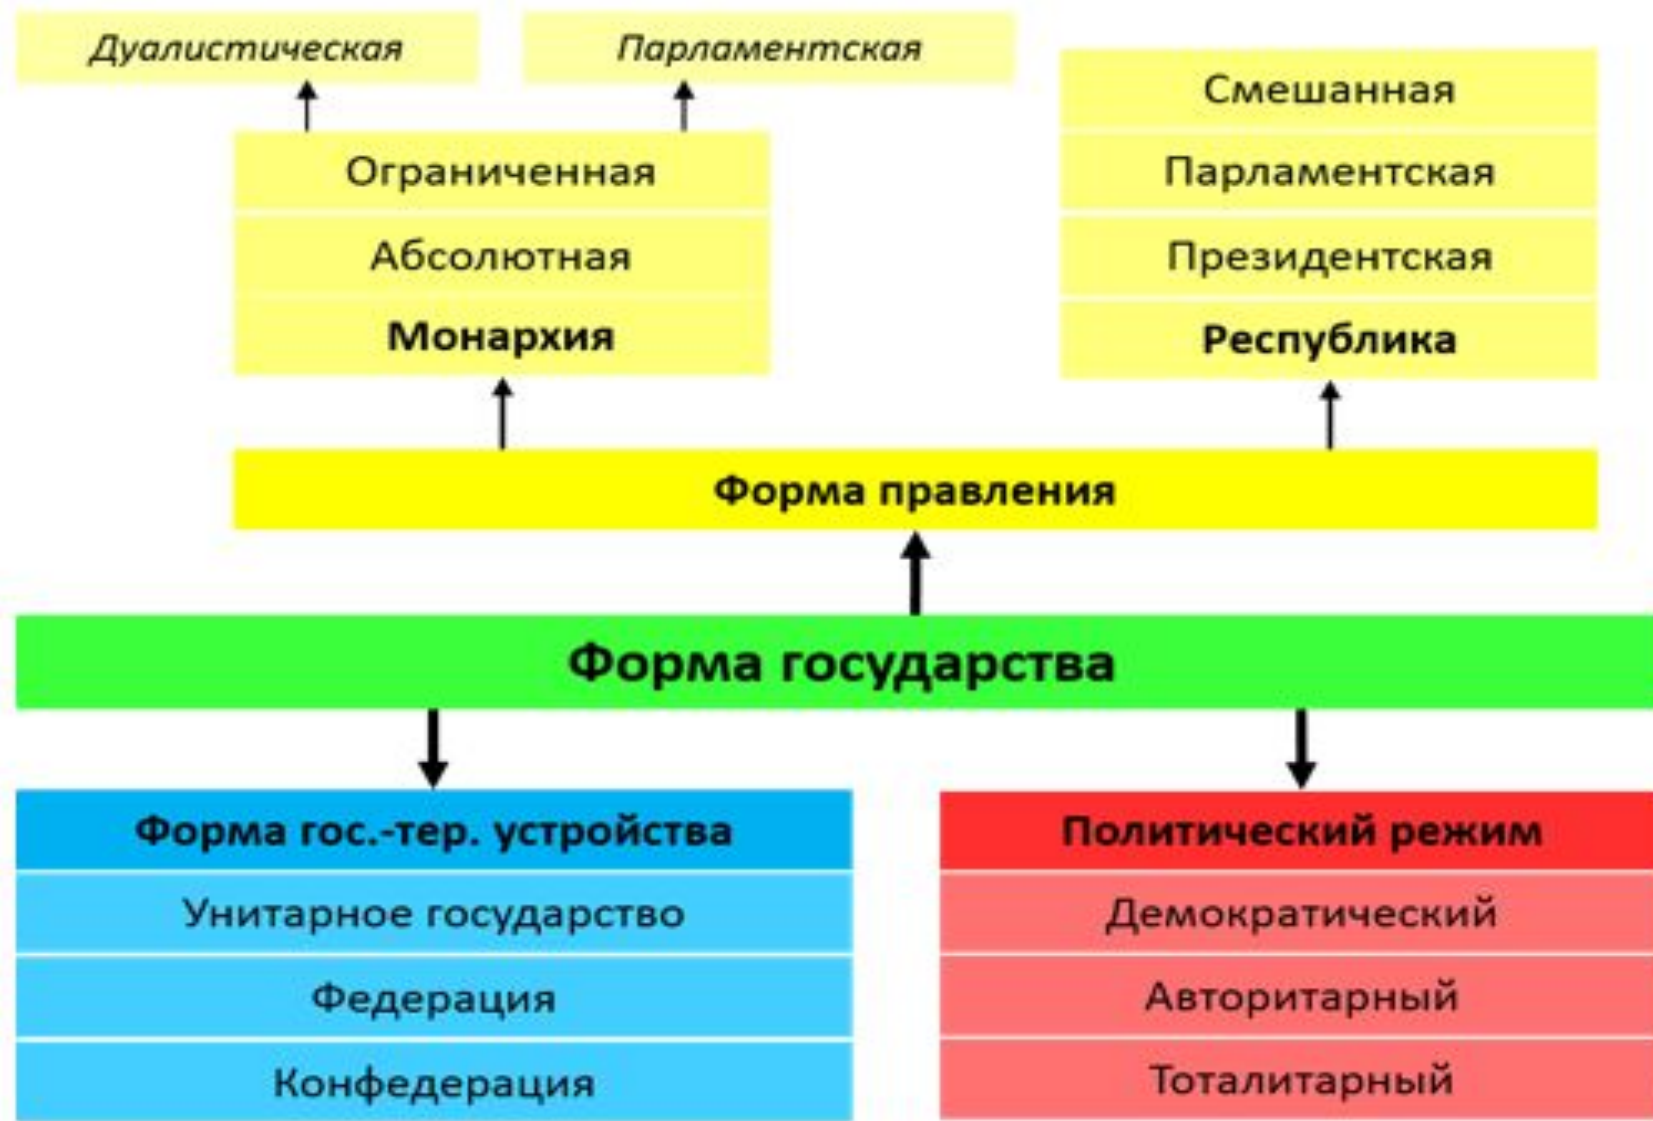 Дуалистическая
Парламентская
Ограниченная
Абсолютная
Монархия
Смешанная
Парламентская
Президентская
Республика
Форма правления
Форма государства
Форма гос.-тер. устройства
Унитарное государство
Федерация
Конфедерация
Политический режим
Демократический
Авторитарный
Тоталитарный